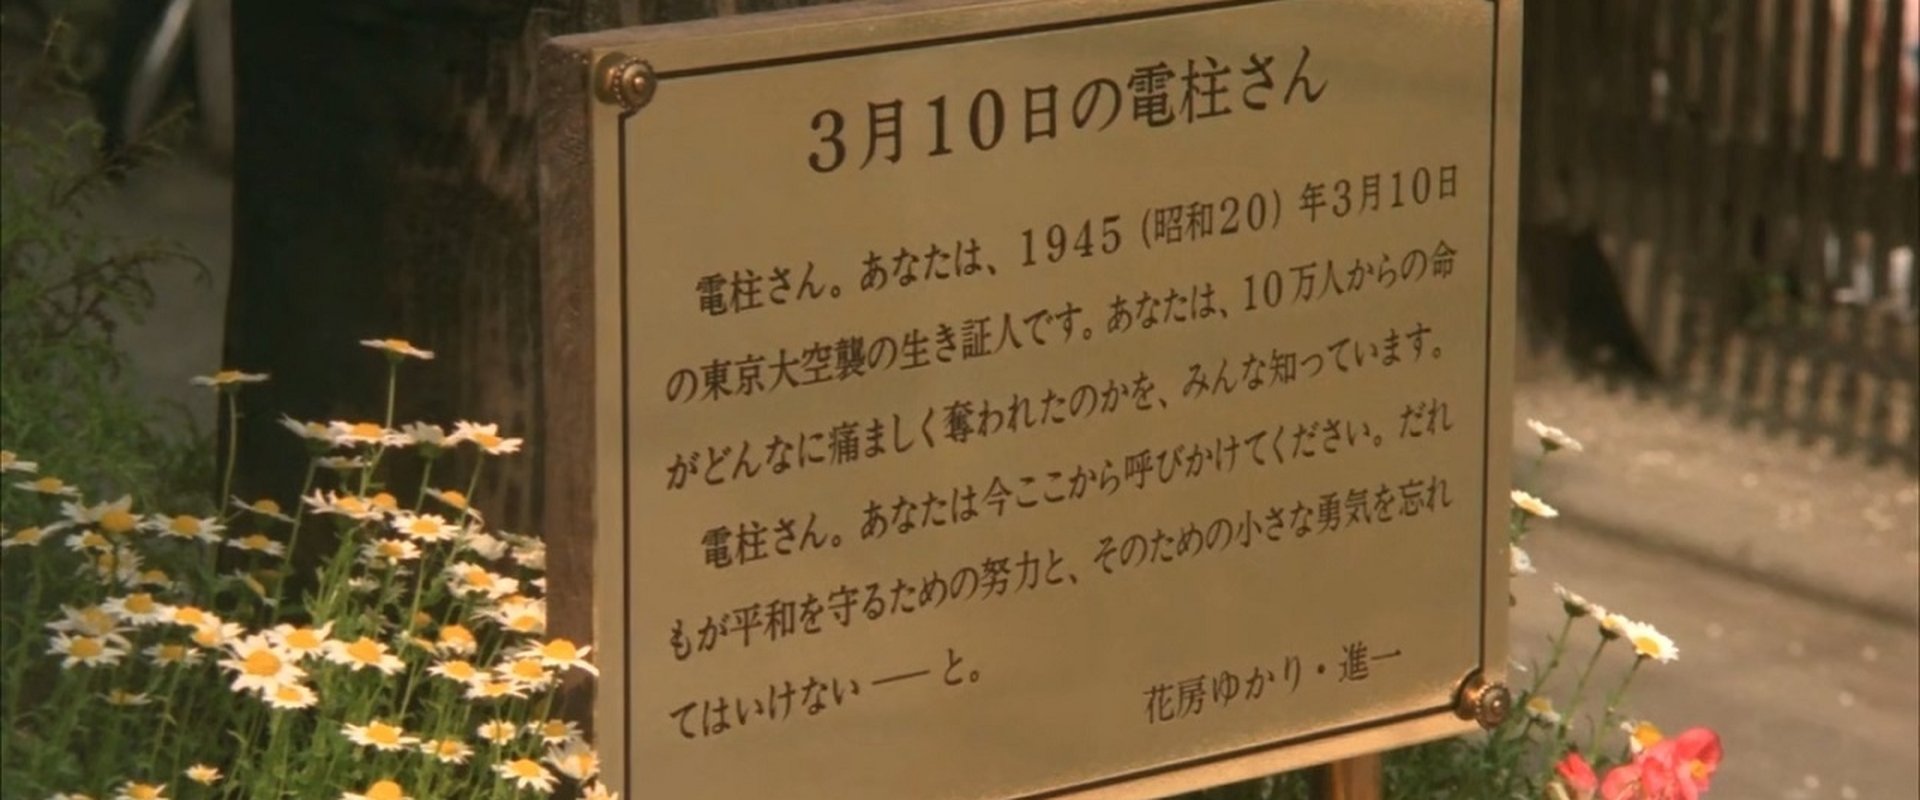 3月10日の電柱さん
電柱さん。あなたは、1945(昭和20)年3月10日
の東京大空襲の生き証人です。あなたは、10万人からの命
がどんなに痛ましく奪われたのかを、みんな知っています。
電柱さん。あなたは今ここから呼びかけてください。だれ
もが平和を守るための努力と、そのための小さな勇気を忘れ
てはいけない――と。
花房ゆかり・進一